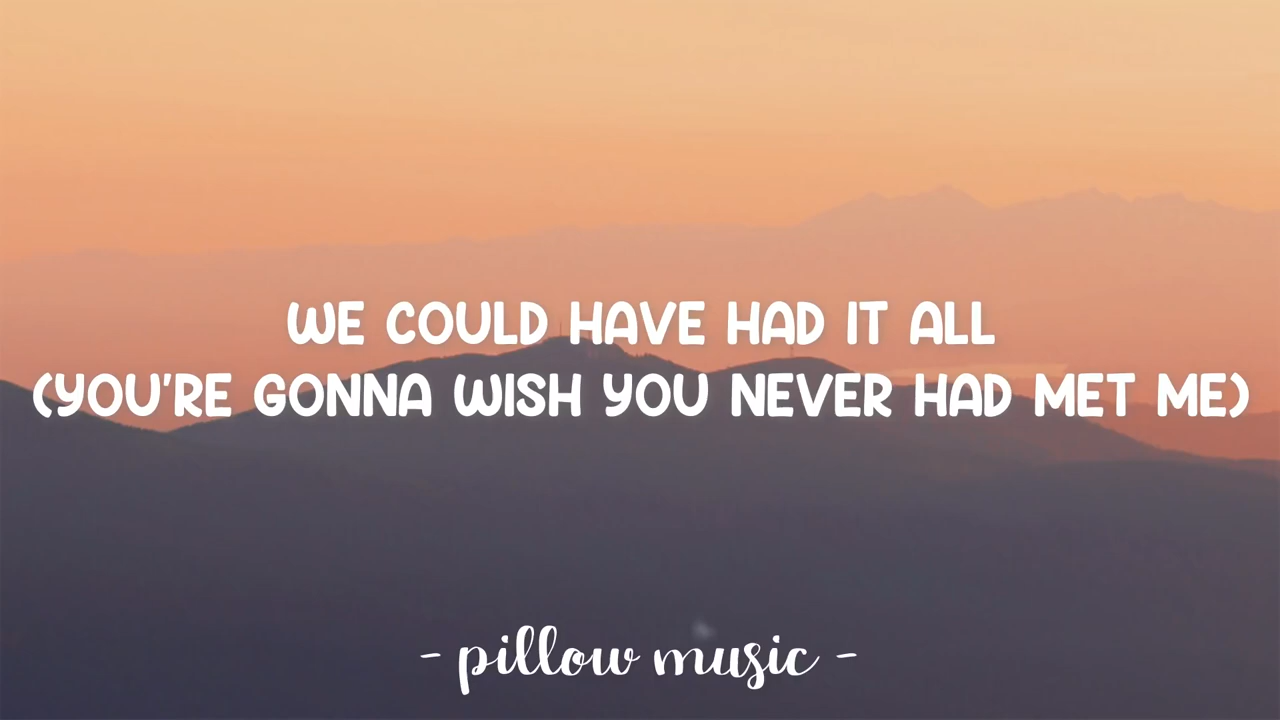 WE COULD HAVE HAD IT ALL
(YOU'RE GONNA WISH YOU NEVER HAD MET ME)
- pillow music -